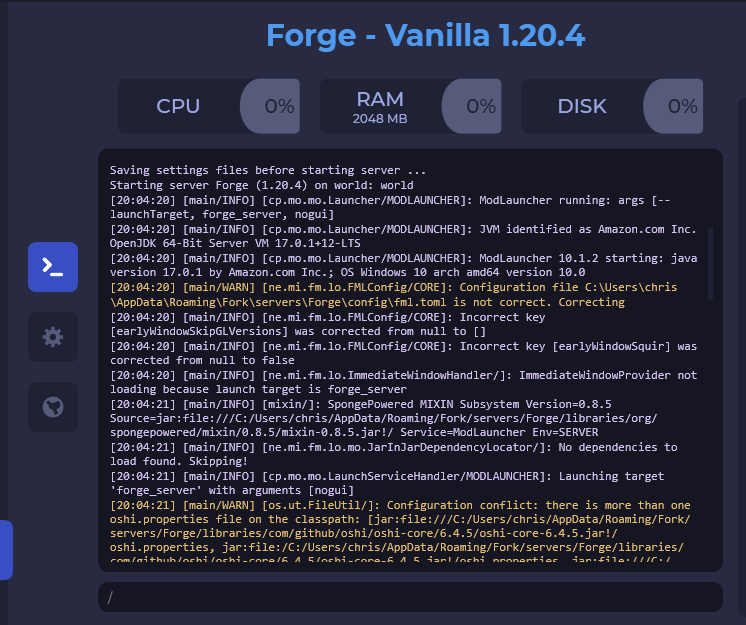 Forge - Vanilla 1.20.4
CPU 0%
RAM 0%
2048 MB
DISK 0%
Saving settings files before starting server ...
Starting server Forge (1.20.4) on world: world
[20:04:20] [main/INFO] [cp.mo.mo.Launcher/MODLAUNCHER]: ModLauncher running: args [--
launchTarget, forge_server, nogui]
[20:04:20] [main/INFO] [cp.mo.mo.Launcher/MODLAUNCHER]: JVM identified as Amazon.com Inc.
OpenJDK 64-Bit Server VM 17.0.1+12-LTS
[20:04:20] [main/INFO] [cp.mo.mo.Launcher/MODLAUNCHER]: ModLauncher 10.1.2 starting: java
version 17.0.1 by Amazon.com Inc.; OS Windows 10 arch amd64 version 10.0
[20:04:20] [main/WARN] [ne.mi.fm.lo.FMLConfig/CORE]: Configuration file C:\Users\chris
\AppData\Roaming\Fork\servers\Forge\config\fml.toml is not correct. Correcting
[20:04:20] [main/INFO] [ne.mi.fm.lo.FMLConfig/CORE]: Incorrect key
[earlyWindowSkipGLVersions] was corrected from null to []
[20:04:20] [main/INFO] [ne.mi.fm.lo.FMLConfig/CORE]: Incorrect key [earlyWindowSquir] was
corrected from null to false
[20:04:20] [main/INFO] [ne.mi.fm.lo.ImmediateWindowHandler/]: ImmediateWindowProvider not
loading because launch target is forge_server
[20:04:21] [main/INFO] [mixin/]: SpongePowered MIXIN Subsystem Version=0.8.5
Source=jar:file:///C:/Users/chris/AppData/Roaming/Fork/servers/Forge/libraries/org/
spongepowered/mixin/0.8.5/mixin-0.8.5.jar!/ Service=ModLauncher Env=SERVER
[20:04:21] [main/INFO] [ne.mi.fm.lo.mo.JarInJarDependencyLocator/]: No dependencies to
load found. Skipping!
[20:04:21] [main/INFO] [cp.mo.mo.LaunchServiceHandler/MODLAUNCHER]: Launching target
'forge_server' with arguments [nogui]
[20:04:21] [main/WARN] [os.ut.FileUtil/]: Configuration conflict: there is more than one
oshi.properties file on the classpath: [jar:file:///C:/Users/chris/AppData/Roaming/Fork/
servers/Forge/libraries/com/github/oshi/oshi-core/6.4.5/oshi-core-6.4.5.jar!/
oshi.properties, jar:file:/C:/Users/chris/AppData/Roaming/Fork/servers/Forge/libraries/
com/github/oshi/oshi-core/6.4.5/oshi-core-6.4.5.jar!/oshi.properties, jar:file:///C:/
/